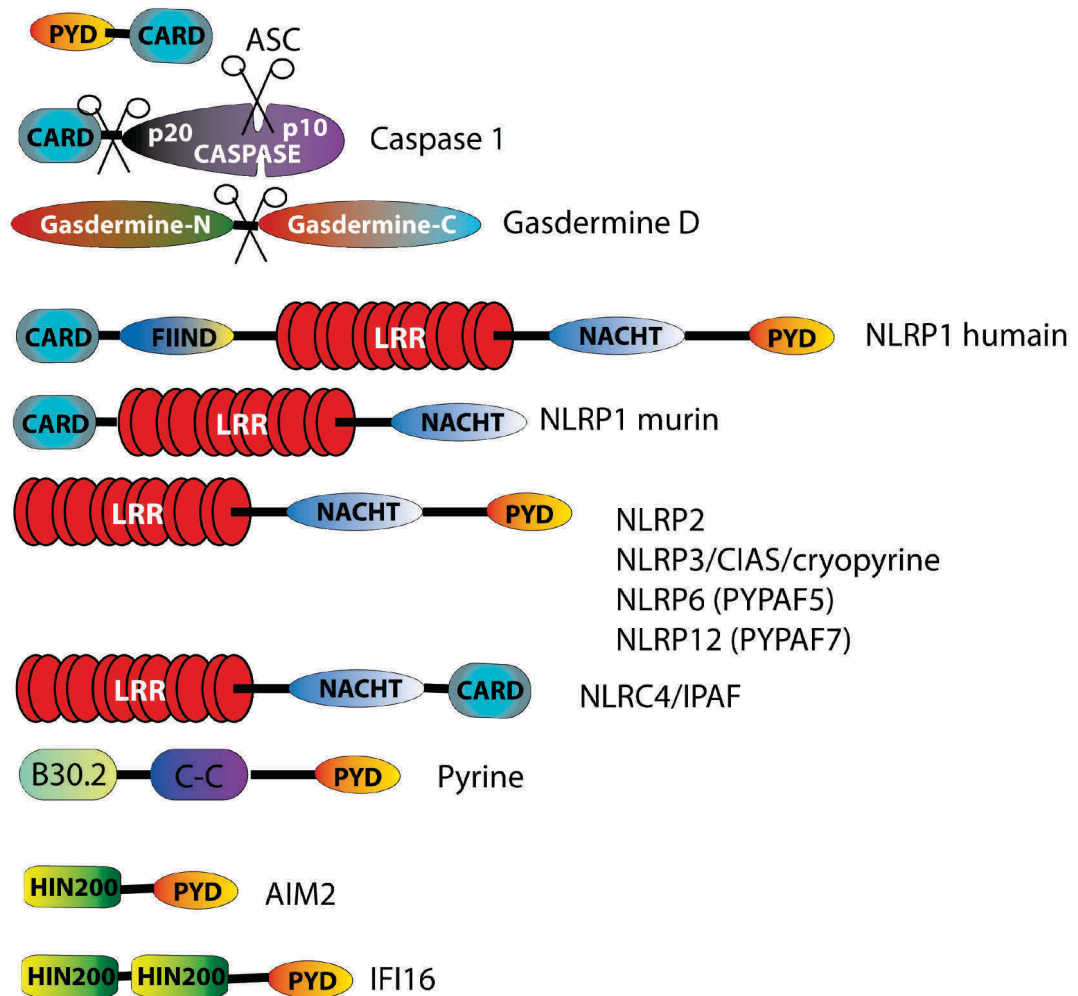 PYD CARD
ASC
CARD p20 p10
CASPASE
Caspase 1
Gasdermine-N Gasdermine-C Gasdermine D
CARD FIIND LRR NACHT PYD NLRP1 humain
CARD LRR NACHT NLRP1 murin
LRR NACHT PYD
NLRP2
NLRP3/CIAS/cryopyrine
NLRP6 (PYPAF5)
NLRP12 (PYPAF7)
LRR NACHT CARD NLRC4/IPAF
B30.2 C-C PYD Pyrine
HIN200 PYD AIM2
HIN200 HIN200 PYD IFI16